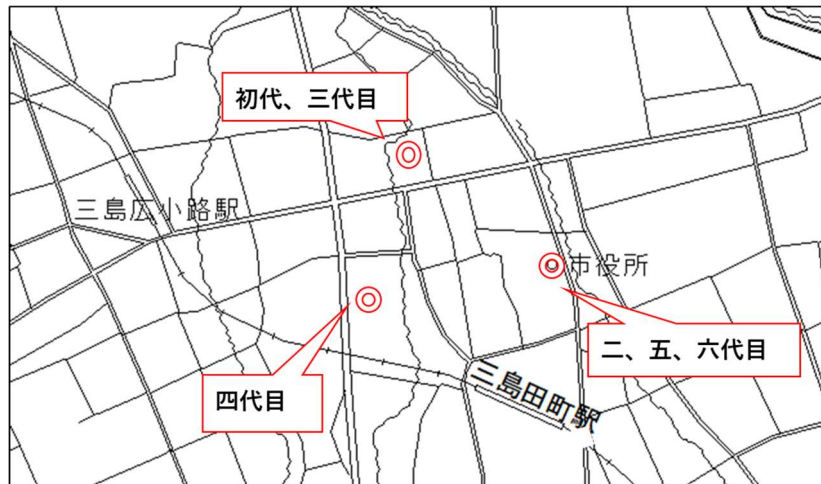 初代、三代目
三島広小路駅
市役所
二、五、六代目
四代目
三島田町駅